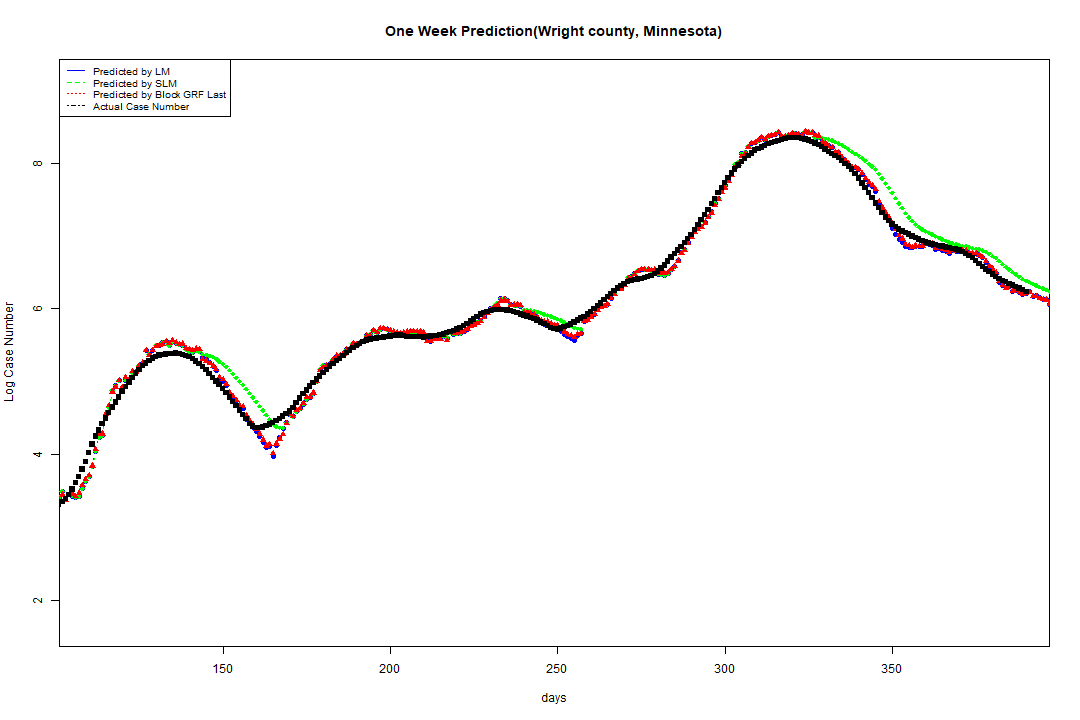 One Week Prediction(Wright county, Minnesota)
Predicted by LM
Predicted by SLM
Predicted by Block GRF Last
Actual Case Number
8
6
4
2
Log Case Number
150
200
250
300
350
days